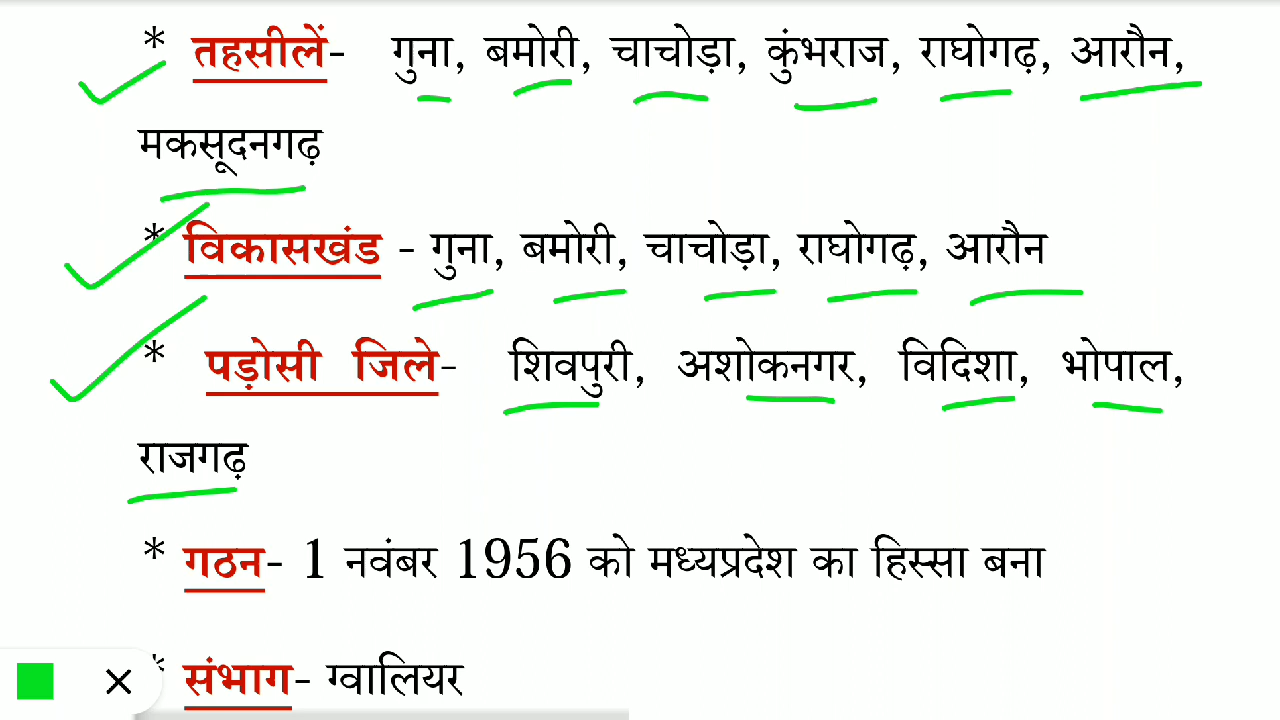 * तहसीलें- गुना, बमोरी, चाचोड़ा, कुंभराज, राघोगढ़, आरौन,
मकसूदनगढ़
* विकासखंड - गुना, बमोरी, चाचोड़ा, राघोगढ़, आरौन
* पड़ोसी जिले- शिवपुरी, अशोकनगर, विदिशा, भोपाल,
राजगढ़
* गठन- 1 नवंबर 1956 को मध्यप्रदेश का हिस्सा बना
* संभाग- ग्वालियर